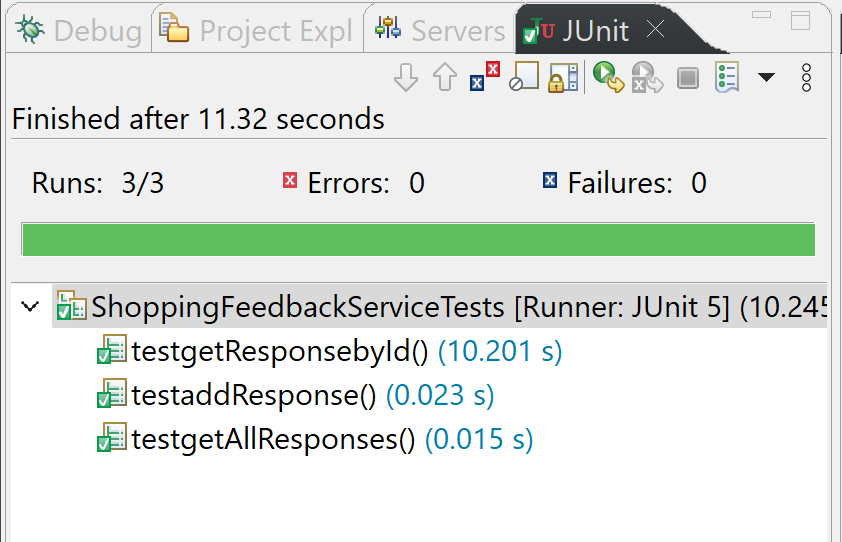 Debug Project Expl Servers JUnit
Finished after 11.32 seconds
Runs: 3/3 Errors: 0 Failures: 0
ShoppingFeedbackServiceTests [Runner: JUnit 5] (10.245
testgetResponsebyId() (10.201 s)
testaddResponse() (0.023 s)
testgetAllResponses() (0.015 s)